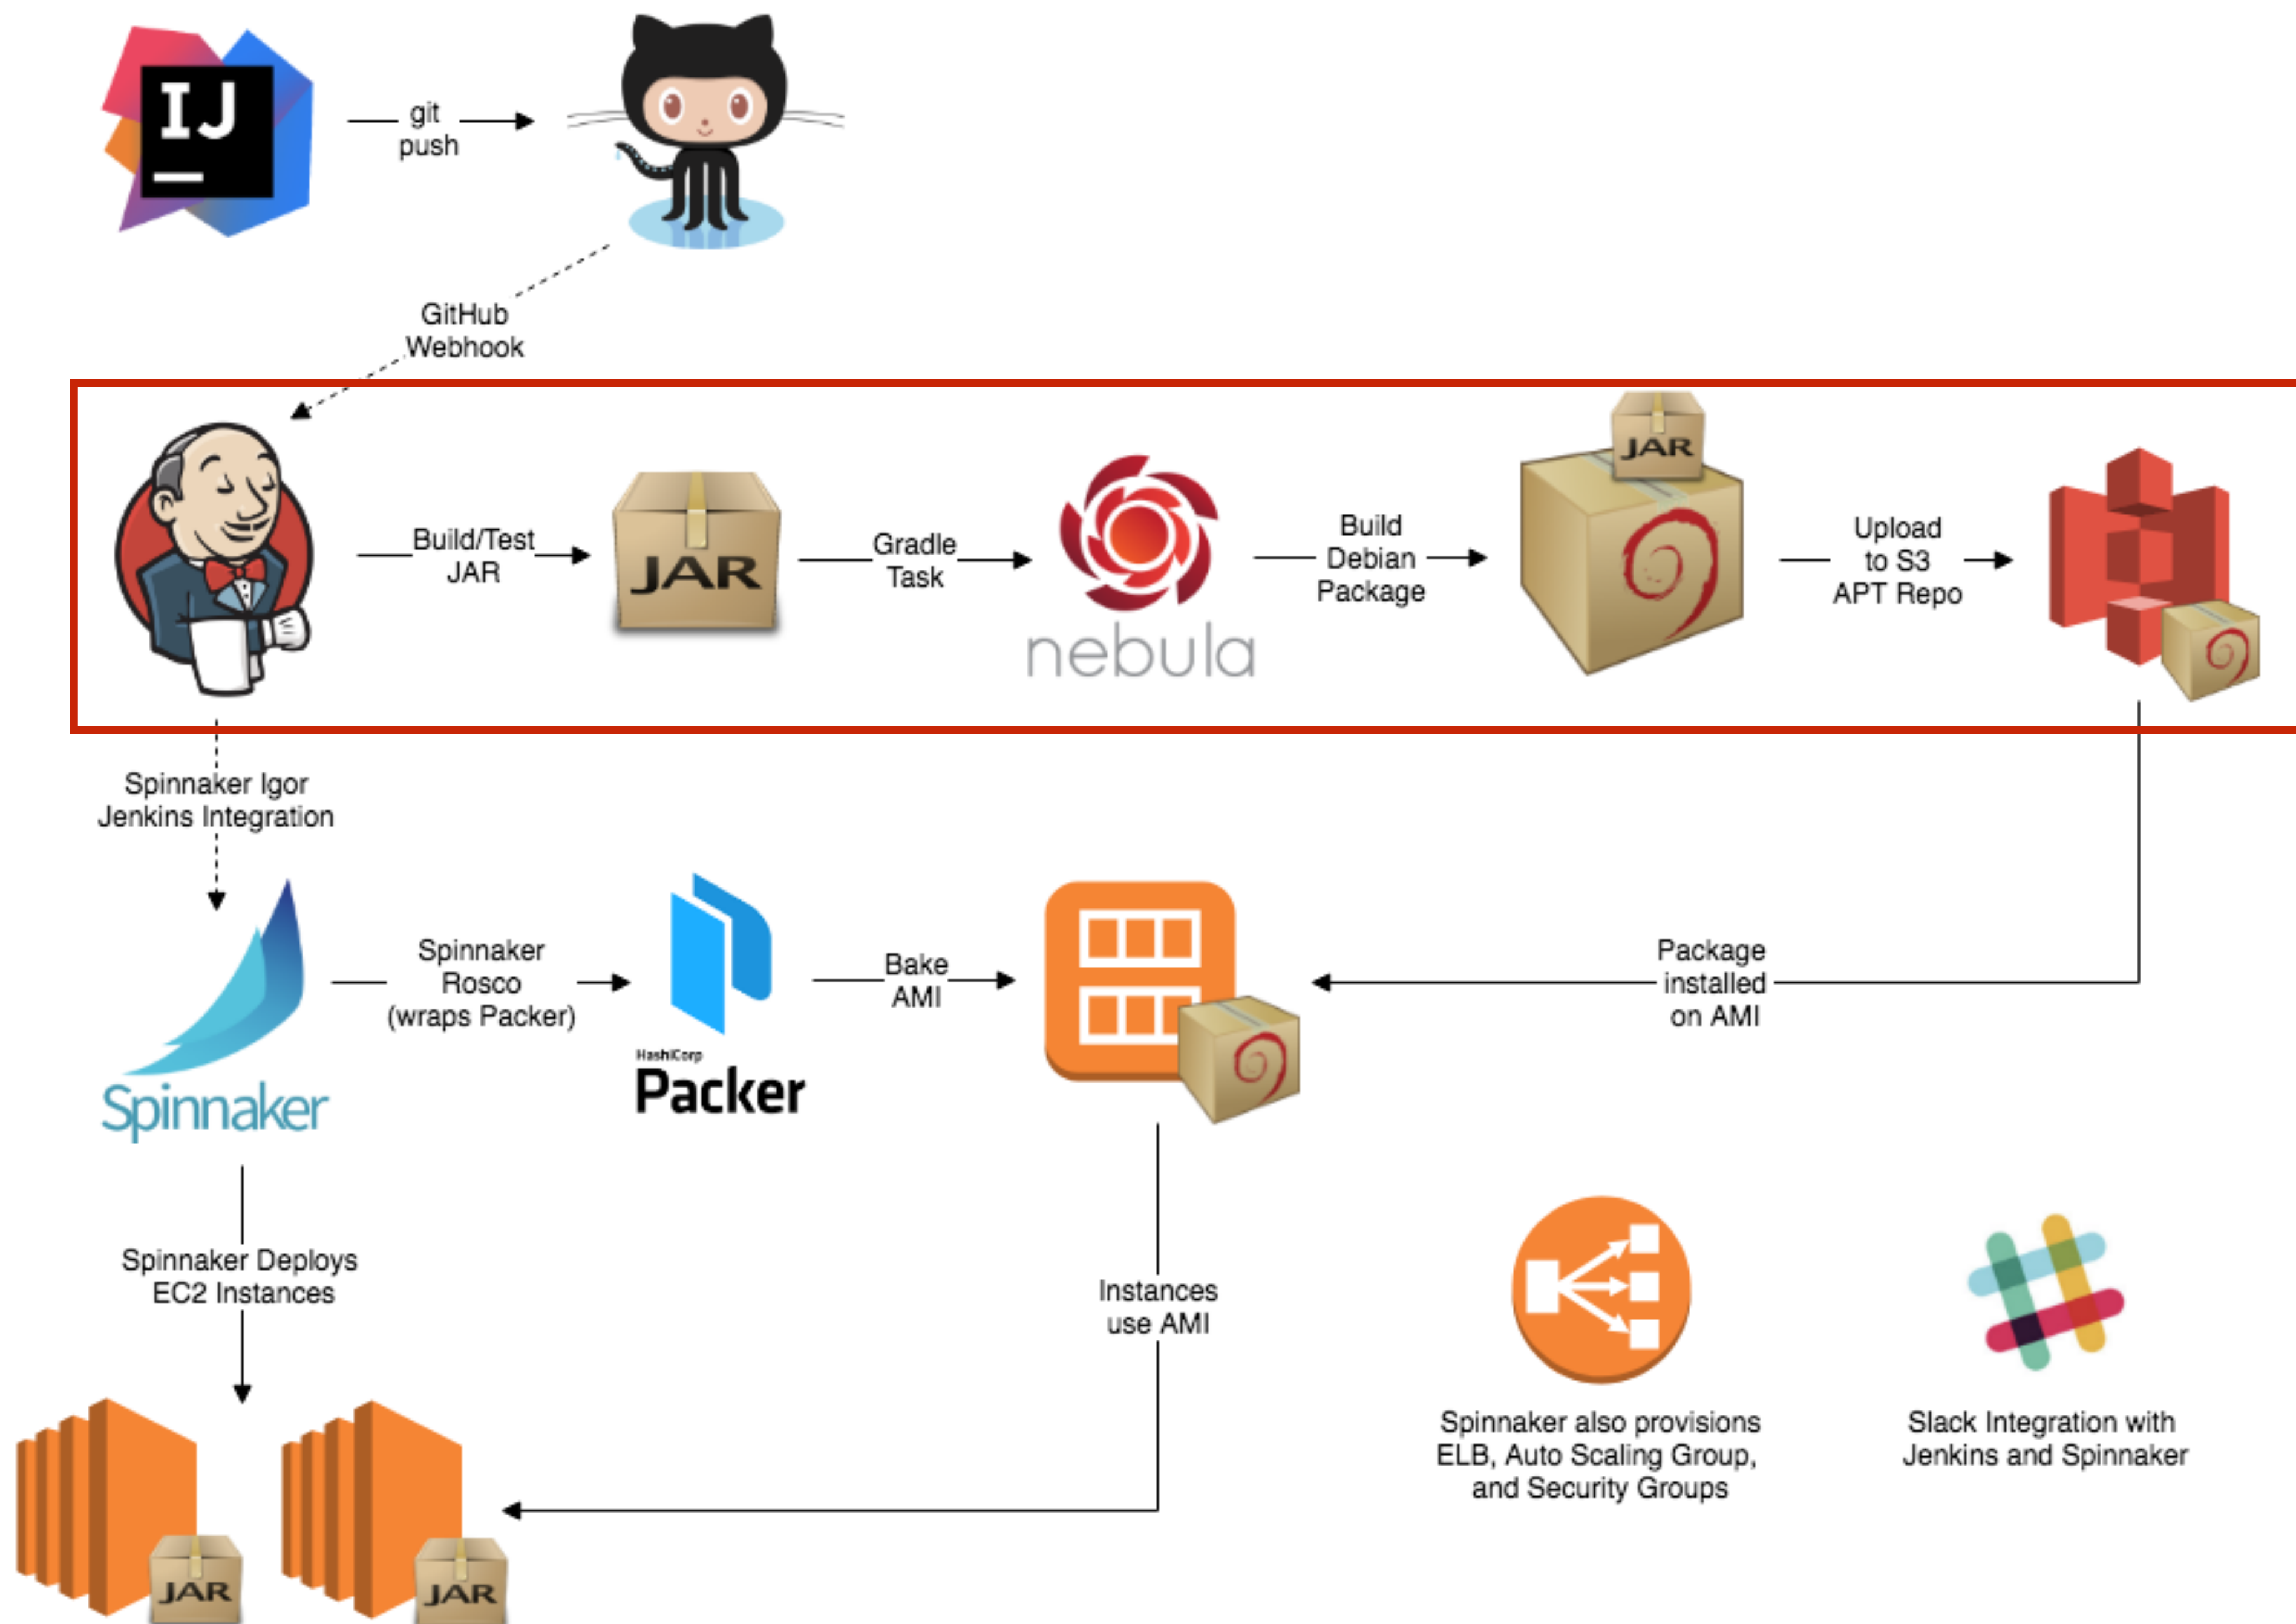 IJ
git
push
GitHub
Webhook
Build/Test
JAR
JAR
Gradle
Task
nebula
Build
Debian
Package
JAR
Upload
to S3
APT Repo
Spinnaker Igor
Jenkins Integration
Spinnaker
Spinnaker
Rosco
(wraps Packer)
HashiCorp
Packer
Bake
AMI
Package
installed
on AMI
Spinnaker Deploys
EC2 Instances
Instances
use AMI
Spinnaker also provisions
ELB, Auto Scaling Group,
and Security Groups
Slack Integration with
Jenkins and Spinnaker
JAR
JAR